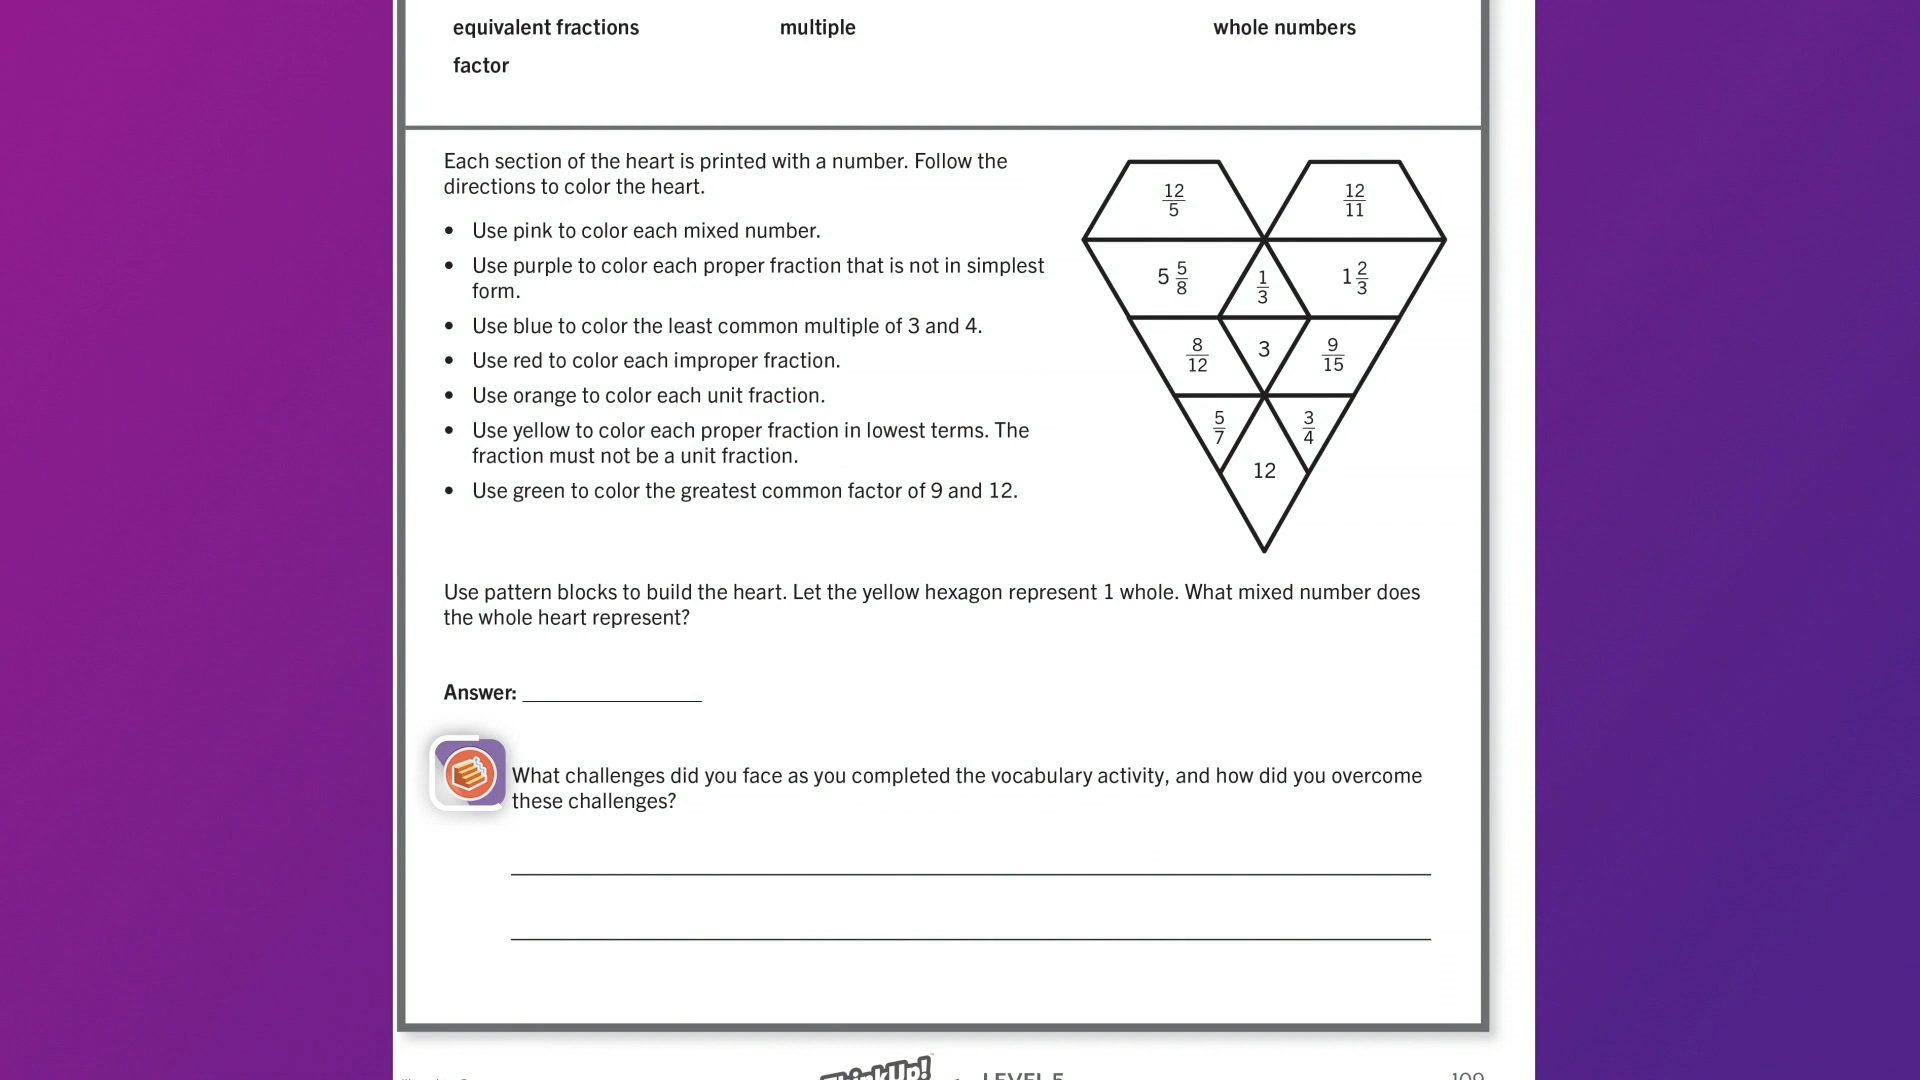 equivalent fractions multiple whole numbers
factor
Each section of the heart is printed with a number. Follow the
directions to color the heart.
• Use pink to color each mixed number.
• Use purple to color each proper fraction that is not in simplest
form.
• Use blue to color the least common multiple of 3 and 4.
• Use red to color each improper fraction.
• Use orange to color each unit fraction.
• Use yellow to color each proper fraction in lowest terms. The
fraction must not be a unit fraction.
• Use green to color the greatest common factor of 9 and 12.
12/5 12/11
5 5/8 1/3 1 2/3
8/12 3 9/15
5/7 3/4
12
Use pattern blocks to build the heart. Let the yellow hexagon represent 1 whole. What mixed number does
the whole heart represent?
Answer:
What challenges did you face as you completed the vocabulary activity, and how did you overcome
these challenges?
ThinkUp! LEVEL 5 109